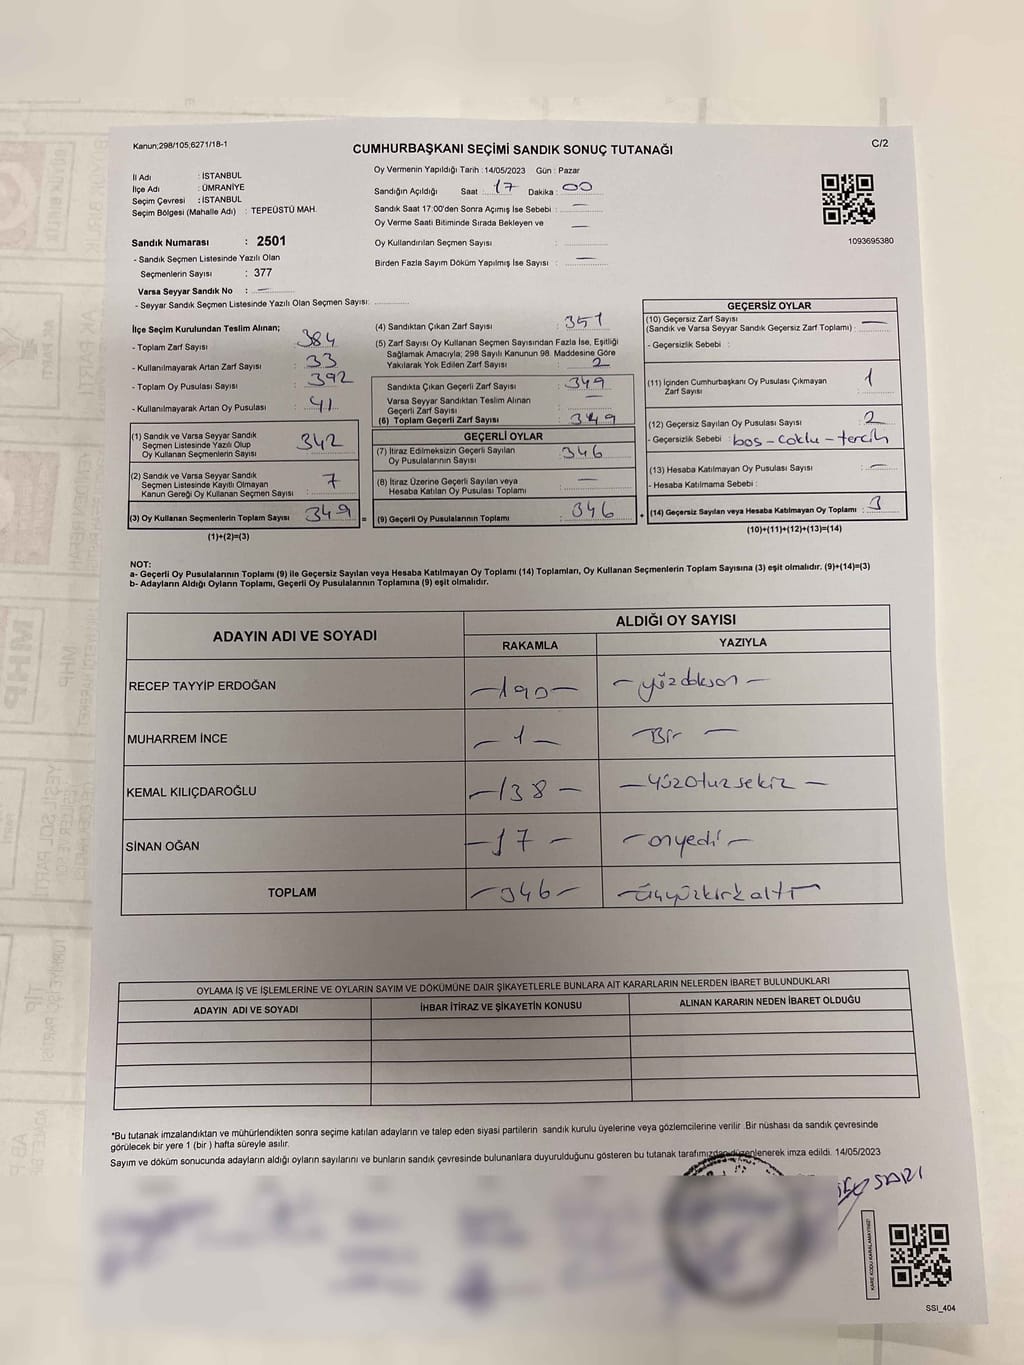 Kanun;298/105,6271/18-1
CUMHURBAŞKANI SEÇİMİ SANDIK SONUÇ TUTANAĞI
C/2
İl Adı : İSTANBUL
İlçe Adı : ÜMRANİYE
Seçim Çevresi : İSTANBUL
Seçim Bölgesi (Mahalle Adı) : TEPEÜSTÜ MAH.
Sandık Numarası : 2501
- Sandık Seçmen Listesinde Yazılı Olan
Seçmenlerin Sayısı : 377
Varsa Seyyar Sandık No : —
- Seyyar Sandık Seçmen Listesinde Yazılı Olan Seçmen Sayısı:
Oy Vermenin Yapıldığı Tarih : 14/05/2023 Gün : Pazar
Sandığın Açıldığı Saat : 17 Dakika : 00
Sandık Saat 17:00'den Sonra Açımış İse Sebebi : —
Oy Verme Saati Bitiminde Sırada Bekleyen ve —
Oy Kullandırılan Seçmen Sayısı :
Birden Fazla Sayım Döküm Yapılmış İse Sayısı : —
1093695380
İlçe Seçim Kurulundan Teslim Alınan;
- Toplam Zarf Sayısı : 384
- Kullanılmayarak Artan Zarf Sayısı : 33
- Toplam Oy Pusulası Sayısı : 392
- Kullanılmayarak Artan Oy Pusulası : 41
(1) Sandık ve Varsa Seyyar Sandık
Seçmen Listesinde Yazılı Olup
Oy Kullanan Seçmenlerin Sayısı : 342
(2) Sandık ve Varsa Seyyar Sandık
Seçmen Listesinde Kayıtlı Olmayan
Kanun Gereği Oy Kullanan Seçmen Sayısı : 7
(3) Oy Kullanan Seçmenlerin Toplam Sayısı : 349 =
(1)+(2)=(3)
(4) Sandıktan Çıkan Zarf Sayısı : 351
(5) Zarf Sayısı Oy Kullanan Seçmen Sayısından Fazla İse, Eşitliği
Sağlamak Amacıyla; 298 Sayılı Kanunun 98. Maddesine Göre
Yakılarak Yok Edilen Zarf Sayısı : 2
Sandıkta Çıkan Geçerli Zarf Sayısı : 349
Varsa Seyyar Sandıktan Teslim Alınan
Geçerli Zarf Sayısı : —
(6) Toplam Geçerli Zarf Sayısı : 349
GEÇERLİ OYLAR
(7) İtiraz Edilmeksizin Geçerli Sayılan
Oy Pusulalarının Sayısı : 346
(8) İtiraz Üzerine Geçerli Sayılan veya
Hesaba Katılan Oy Pusulası Toplamı : —
(9) Geçerli Oy Pusulalarının Toplamı : 346 +
GEÇERSİZ OYLAR
(10) Geçersiz Zarf Sayısı
(Sandık ve Varsa Seyyar Sandık Geçersiz Zarf Toplamı) : —
- Geçersizlik Sebebi :
(11) İçinden Cumhurbaşkanı Oy Pusulası Çıkmayan
Zarf Sayısı : 1
(12) Geçersiz Sayılan Oy Pusulası Sayısı : 2
- Geçersizlik Sebebi : bos-coklu-tercih
(13) Hesaba Katılmayan Oy Pusulası Sayısı : —
- Hesaba Katılmama Sebebi :
(14) Geçersiz Sayılan veya Hesaba Katılmayan Oy Toplamı : 3
(10)+(11)+(12)+(13)=(14)
NOT:
a- Geçerli Oy Pusulalarının Toplamı (9) ile Geçersiz Sayılan veya Hesaba Katılmayan Oy Toplamı (14) Toplamları, Oy Kullanan Seçmenlerin Toplam Sayısına (3) eşit olmalıdır. (9)+(14)=(3)
b- Adayların Aldığı Oyların Toplamı, Geçerli Oy Pusulalarının Toplamına (9) eşit olmalıdır.
ADAYIN ADI VE SOYADI ALDIĞI OY SAYISI
RAKAMLA YAZIYLA
RECEP TAYYİP ERDOĞAN —190— —yüzdokson—
MUHARREM İNCE —1— —Bir—
KEMAL KILIÇDAROĞLU —138— —yüzotuzsekiz—
SİNAN OĞAN —17— —onyedi—
TOPLAM —346— —üçyüzkırkaltı—
OYLAMA İŞ VE İŞLEMLERİNE VE OYLARIN SAYIM VE DÖKÜMÜNE DAİR ŞİKAYETLERLE BUNLARA AİT KARARLARIN NELERDEN İBARET BULUNDUKLARI
ADAYIN ADI VE SOYADI İHBAR İTİRAZ VE ŞİKAYETİN KONUSU ALINAN KARARIN NEDEN İBARET OLDUĞU
*Bu tutanak imzalandıktan ve mühürlendikten sonra seçime katılan adayların ve talep eden siyasi partilerin sandık kurulu üyelerine veya gözlemcilerine verilir .Bir nüshası da sandık çevresinde
görülecek bir yere 1 (bir ) hafta süreyle asılır.
Sayım ve döküm sonucunda adayların aldığı oyların sayılarını ve bunların sandık çevresinde bulunanlara duyurulduğunu gösteren bu tutanak tarafımızdan düzenlenerek imza edildi. 14/05/2023
SARI
KARE KODU KARALAMAYINIZ!
SSI_404